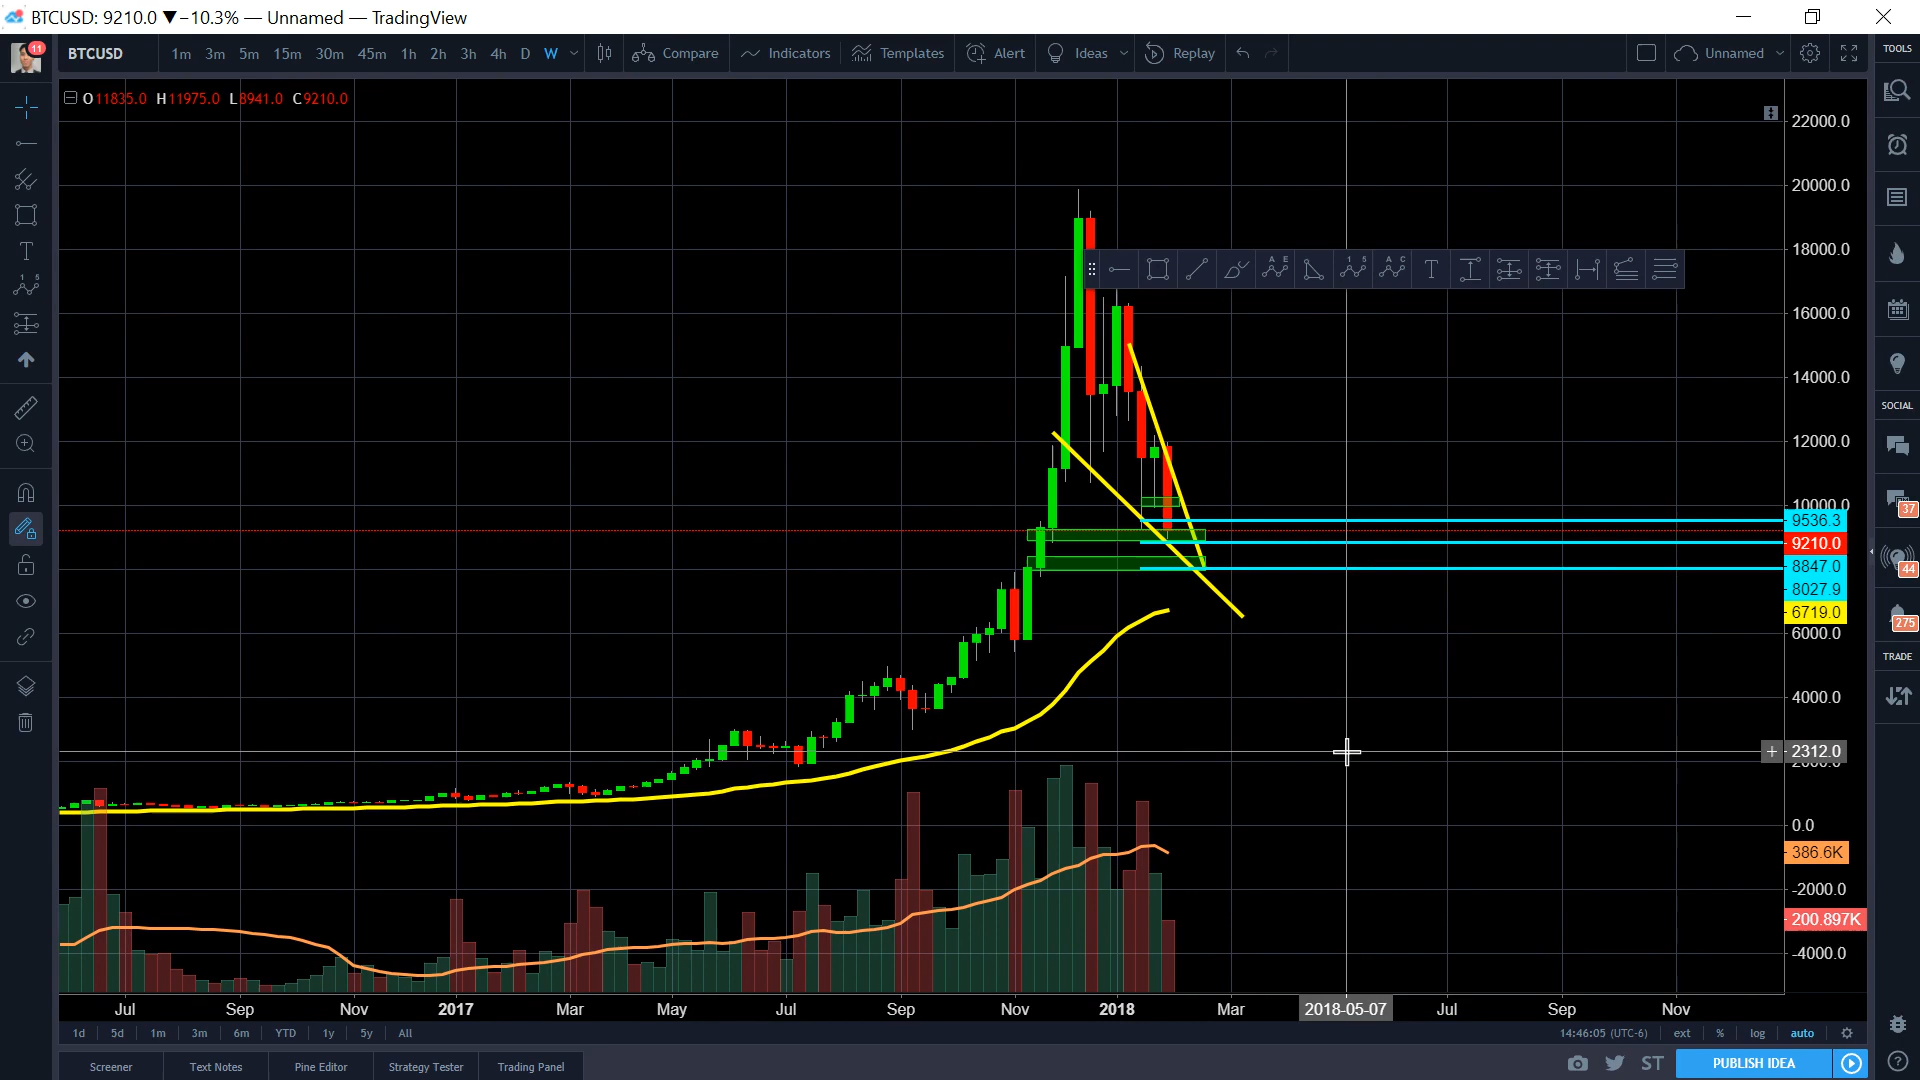 BTCUSD: 9210.0 ▼−10.3% — Unnamed — TradingView
11
BTCUSD 1m 3m 5m 15m 30m 45m 1h 2h 3h 4h D W Compare Indicators Templates Alert Ideas Replay Unnamed
TOOLS
O11835.0 H11975.0 L8941.0 C9210.0
22000.0
20000.0
18000.0
16000.0
14000.0
12000.0
10000.0
9536.3
9210.0
8847.0
8027.9
6719.0
6000.0
4000.0
2312.0
2000.0
0.0
386.6K
-2000.0
200.897K
-4000.0
SOCIAL
37
44
275
TRADE
Jul Sep Nov 2017 Mar May Jul Sep Nov 2018 Mar 2018-05-07 Jul Sep Nov
1d 5d 1m 3m 6m YTD 1y 5y All 14:46:05 (UTC-6) ext % log auto
Screener Text Notes Pine Editor Strategy Tester Trading Panel ST PUBLISH IDEA